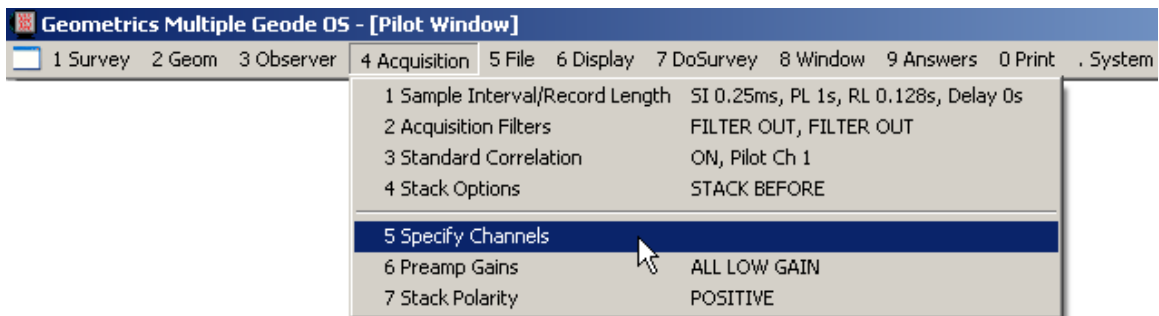 Geometrics Multiple Geode OS - [Pilot Window]
1 Survey 2 Geom 3 Observer 4 Acquisition 5 File 6 Display 7 DoSurvey 8 Window 9 Answers 0 Print . System
1 Sample Interval/Record Length SI 0.25ms, PL 1s, RL 0.128s, Delay 0s
2 Acquisition Filters FILTER OUT, FILTER OUT
3 Standard Correlation ON, Pilot Ch 1
4 Stack Options STACK BEFORE
5 Specify Channels
6 Preamp Gains ALL LOW GAIN
7 Stack Polarity POSITIVE